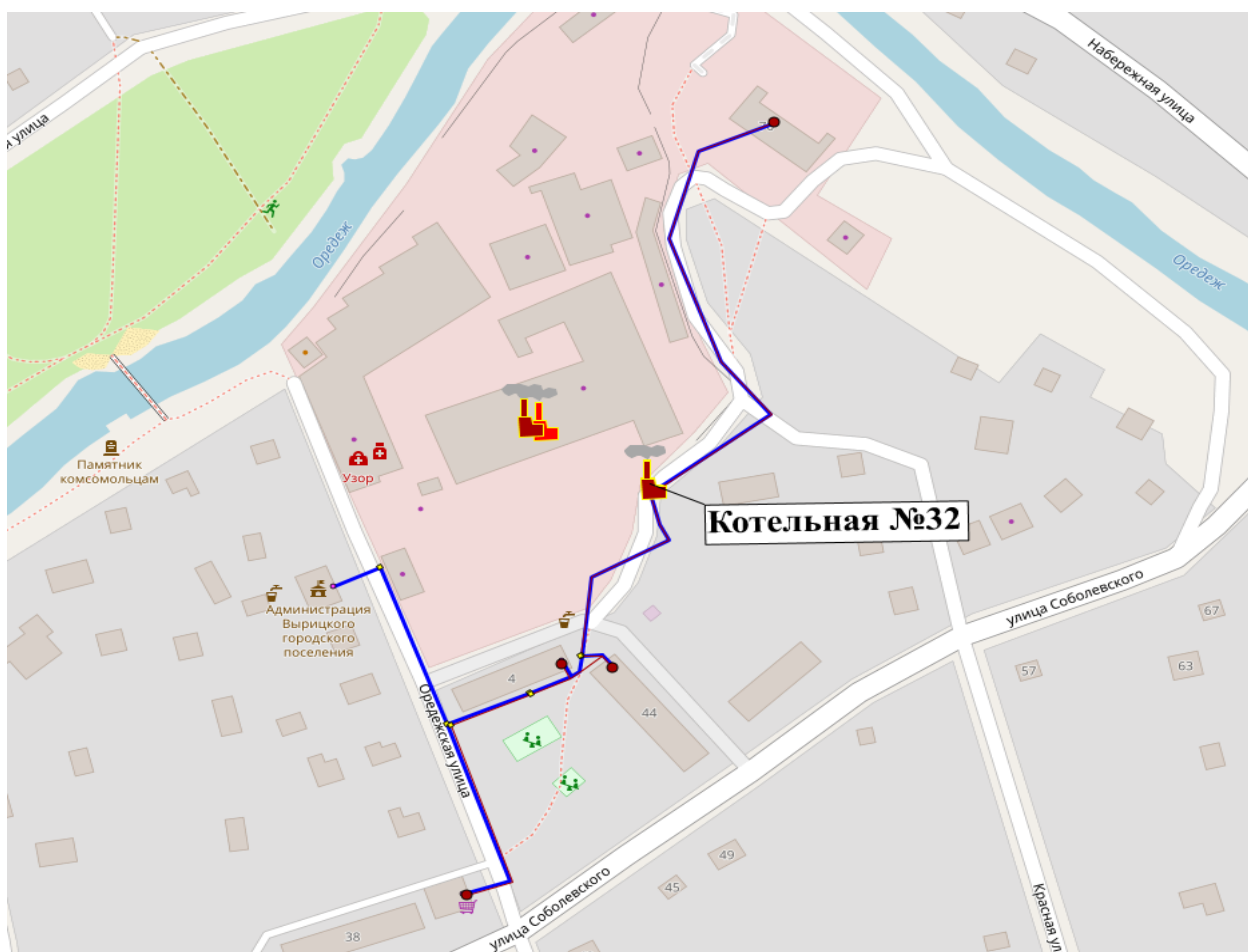 Набережная улица
я улица
Оредеж
Оредеж
Памятник
комсомольцам
Узор
Котельная №32
Администрация
Вырицкого
городского
поселения
улица Соболевского
67
63
57
4
44
Оредежская улица
49
45
38
улица Соболевского
Красная ул